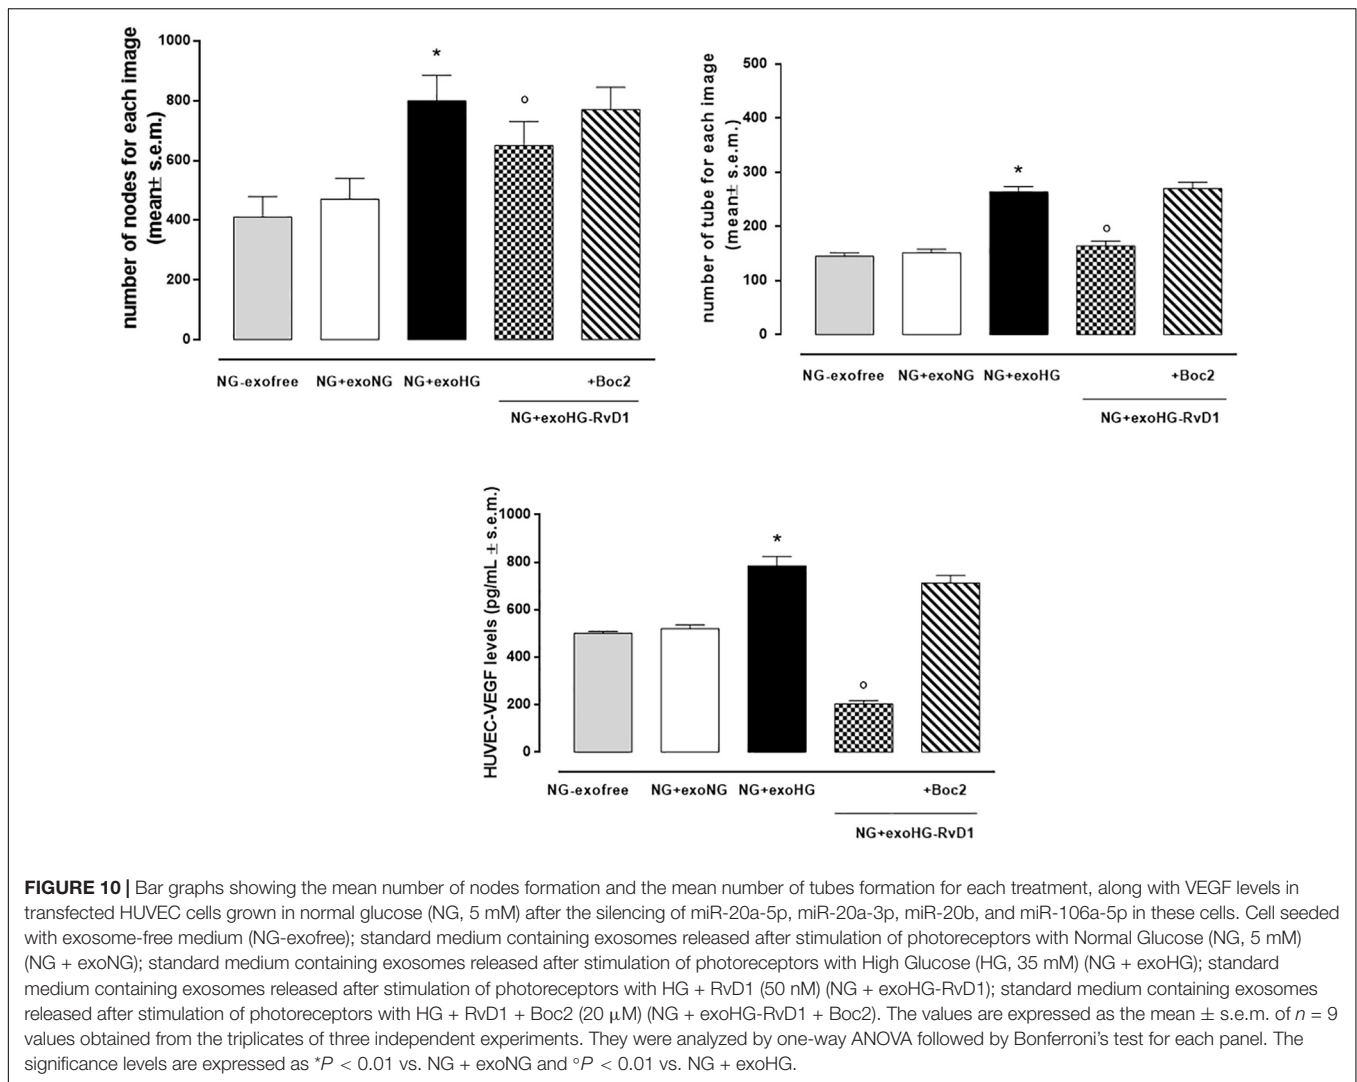 number of nodes for each image
(mean± s.e.m.)
1000
800
600
400
200
0
*
o
NG-exofree NG+exoNG NG+exoHG +Boc2
NG+exoHG-RvD1
number of tube for each image
(mean± s.e.m.)
500
400
300
200
100
0
*
o
NG-exofree NG+exoNG NG+exoHG +Boc2
NG+exoHG-RvD1
HUVEC-VEGF levels (pg/mL ± s.e.m.)
1000
800
600
400
200
0
*
o
NG-exofree NG+exoNG NG+exoHG +Boc2
NG+exoHG-RvD1
FIGURE 10 | Bar graphs showing the mean number of nodes formation and the mean number of tubes formation for each treatment, along with VEGF levels in
transfected HUVEC cells grown in normal glucose (NG, 5 mM) after the silencing of miR-20a-5p, miR-20a-3p, miR-20b, and miR-106a-5p in these cells. Cell seeded
with exosome-free medium (NG-exofree); standard medium containing exosomes released after stimulation of photoreceptors with Normal Glucose (NG, 5 mM)
(NG + exoNG); standard medium containing exosomes released after stimulation of photoreceptors with High Glucose (HG, 35 mM) (NG + exoHG); standard
medium containing exosomes released after stimulation of photoreceptors with HG + RvD1 (50 nM) (NG + exoHG-RvD1); standard medium containing exosomes
released after stimulation of photoreceptors with HG + RvD1 + Boc2 (20 μM) (NG + exoHG-RvD1 + Boc2). The values are expressed as the mean ± s.e.m. of n = 9
values obtained from the triplicates of three independent experiments. They were analyzed by one-way ANOVA followed by Bonferroni's test for each panel. The
significance levels are expressed as *P < 0.01 vs. NG + exoNG and °P < 0.01 vs. NG + exoHG.